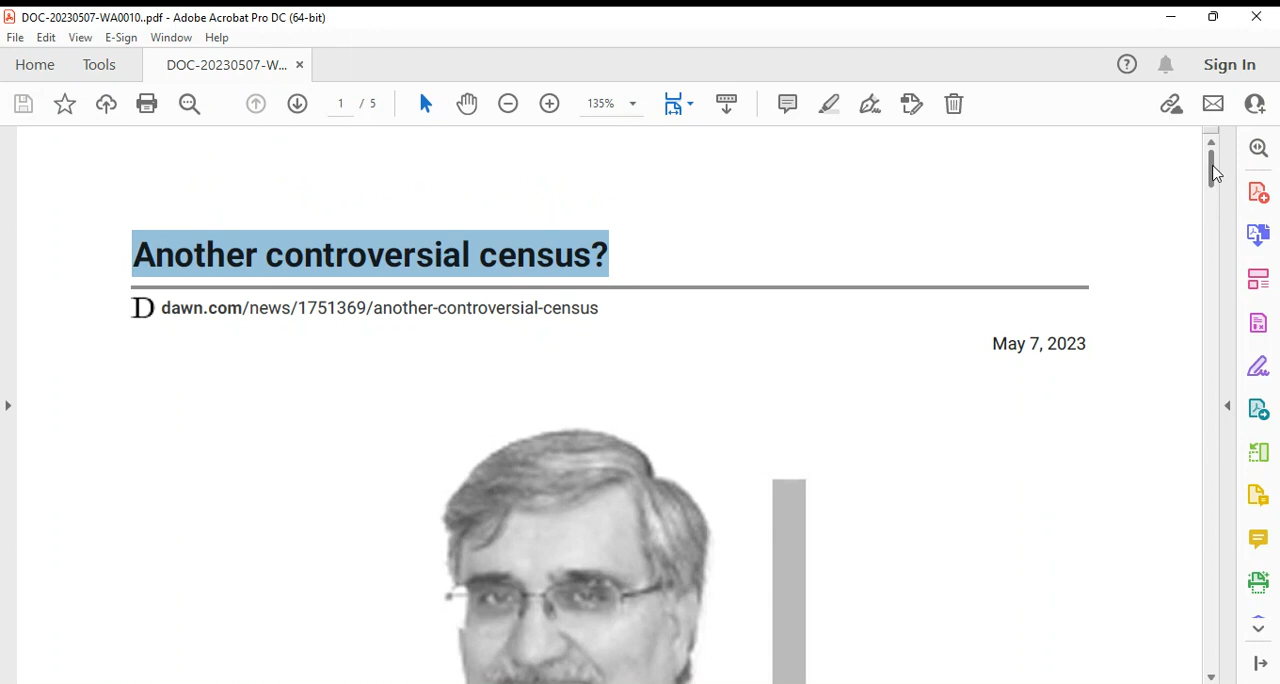 DOC-20230507-WA0010..pdf - Adobe Acrobat Pro DC (64-bit)
File Edit View E-Sign Window Help
Home Tools DOC-20230507-W... × Sign In
1 / 5 135%
Another controversial census?
D dawn.com/news/1751369/another-controversial-census
May 7, 2023